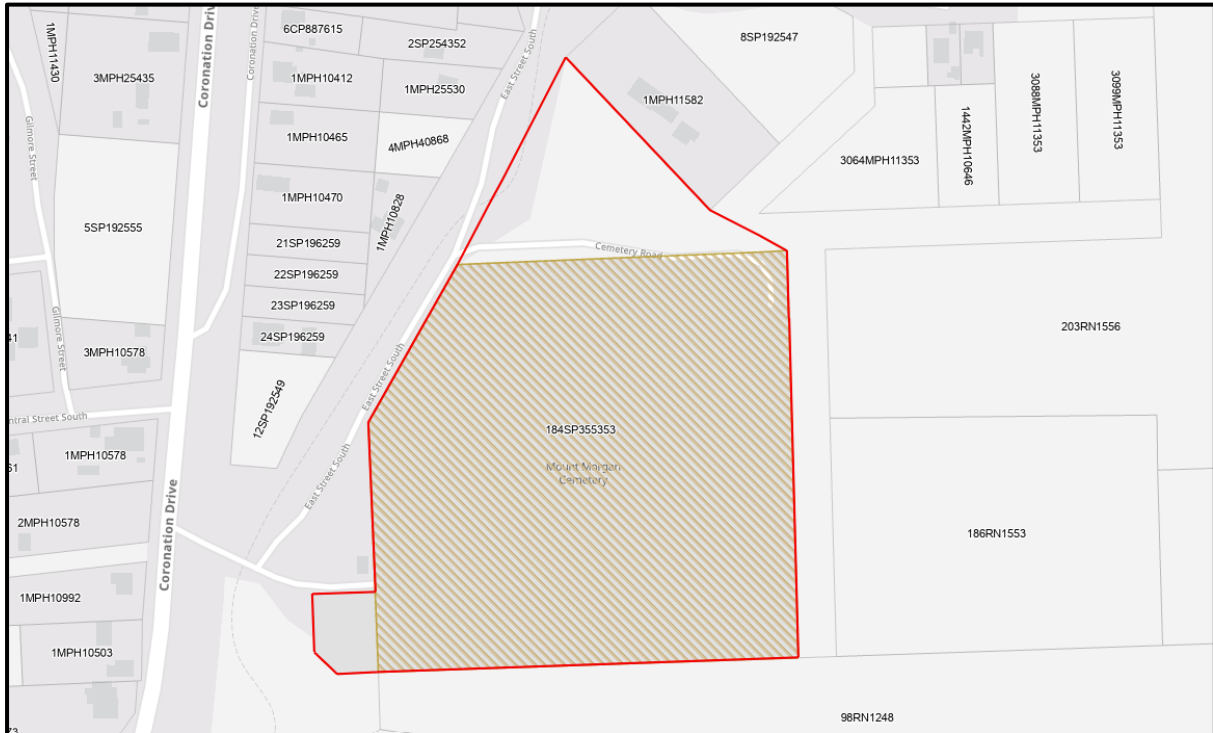 Coronation Drive
Coronation Drive
6CP887615
2SP254352
8SP192547
1MPH11430
3MPH25435
1MPH10412
1MPH25530
East Street South
1MPH11582
3088MPH11353
3099MPH11353
1442MPH10646
Gilmore Street
1MPH10465
4MPH40868
3064MPH11353
1MPH10470
1MPH10828
5SP192555
21SP196259
Cemetery Road
22SP196259
23SP196259
203RN1556
24SP196259
Gilmore Street
3MPH10578
East Street South
12SP192549
ntral Street South
184SP355353
1MPH10578
Mount Morgan
Cemetery
East Street South
2MPH10578
Coronation Drive
186RN1553
1MPH10992
1MPH10503
98RN1248